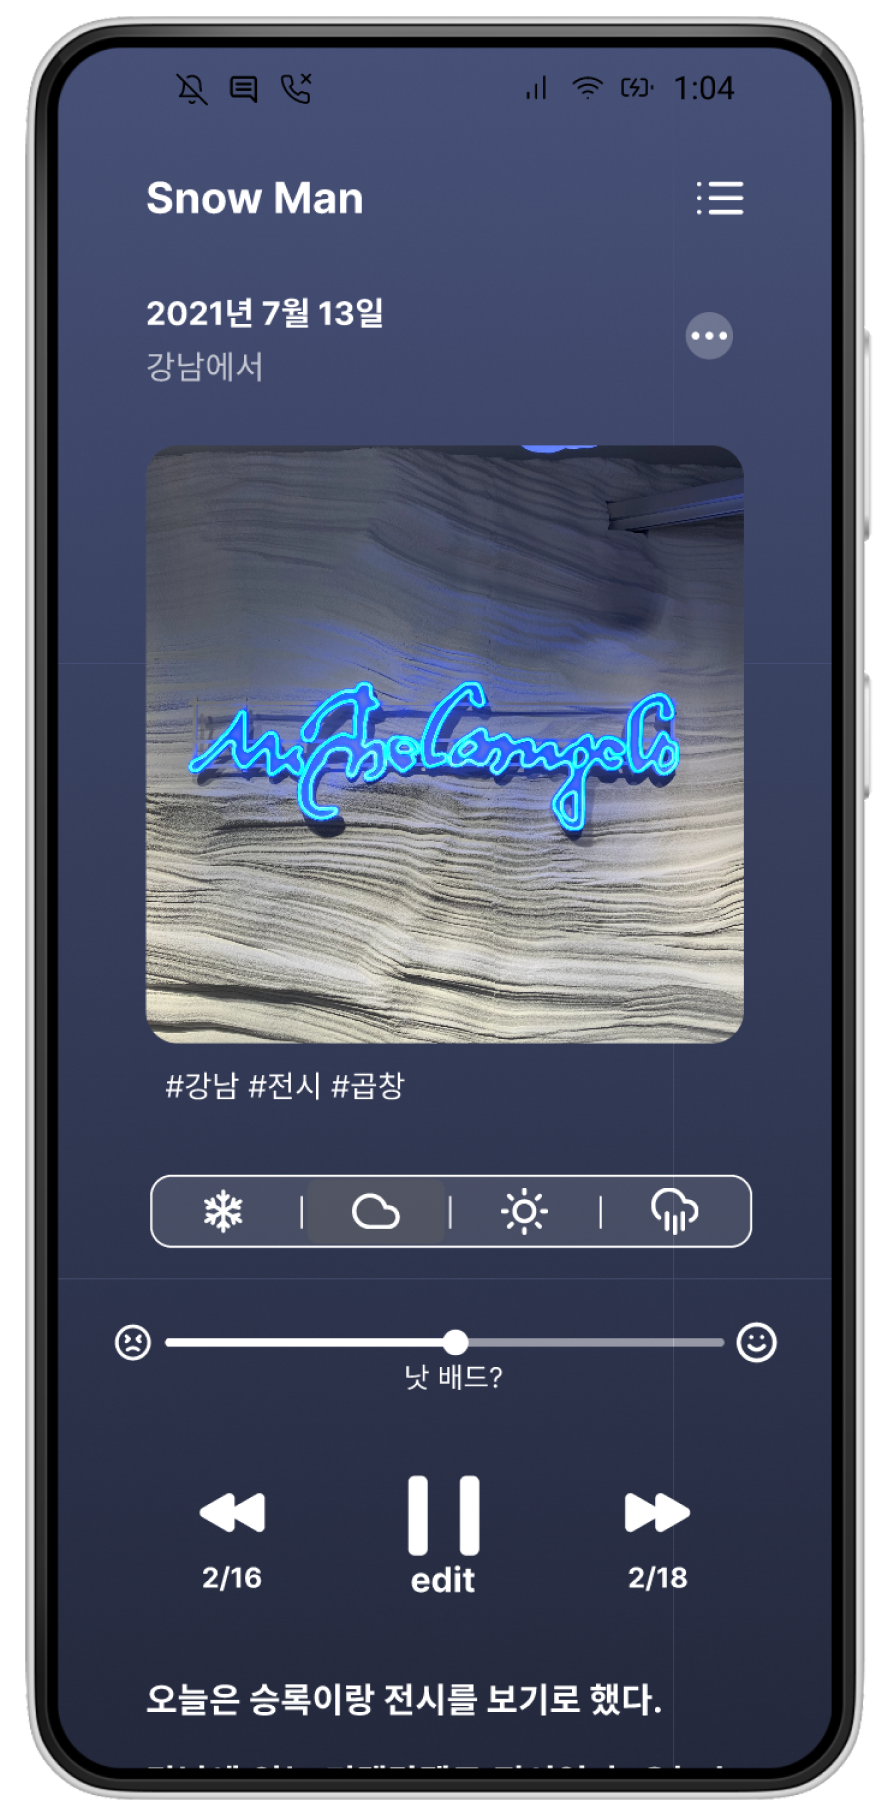 1:04
Snow Man
2021년 7월 13일
강남에서
Michelangelo
#강남 #전시 #곱창
낫 배드?
2/16 edit 2/18
오늘은 승록이랑 전시를 보기로 했다.